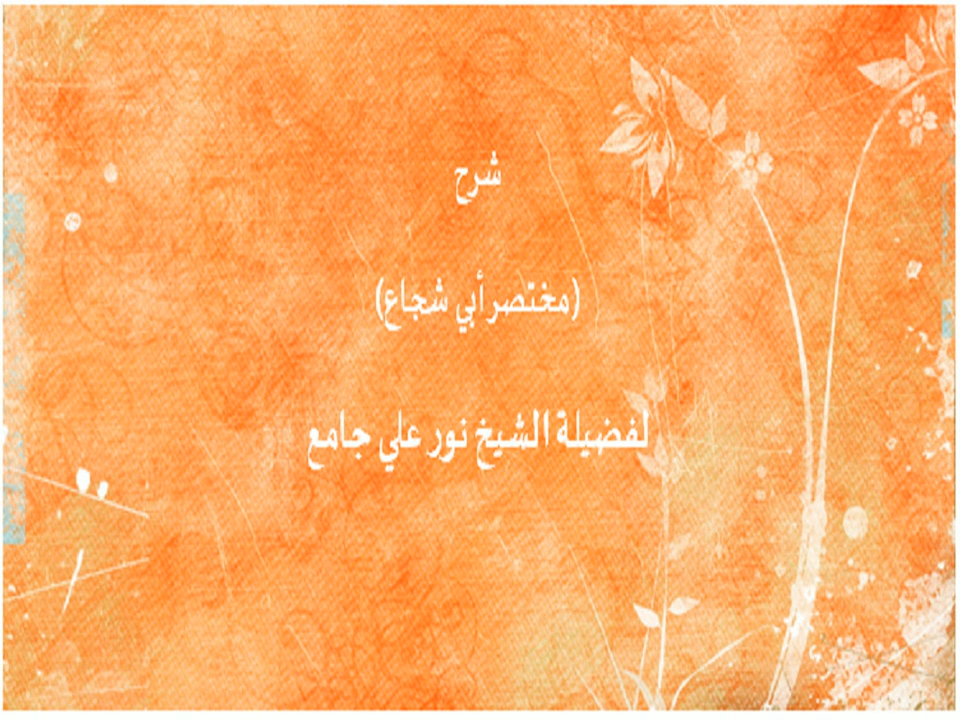 شرح
(مختصر أبي شجاع)
لفضيلة الشيخ نور علي جامع